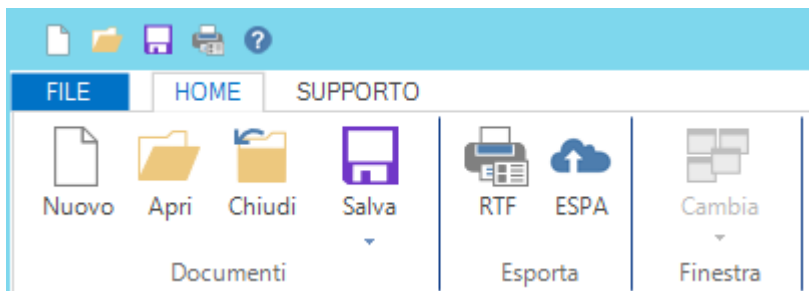 FILE HOME SUPPORTO
Nuovo Apri Chiudi Salva RTF ESPA Cambia
Documenti Esporta Finestra